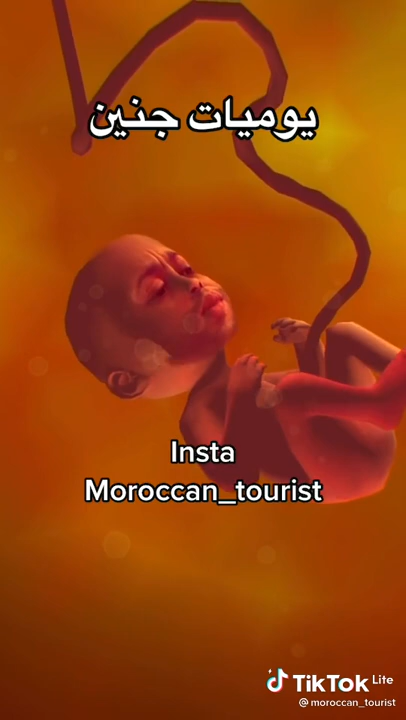 يوميات جنين
Insta
Moroccan_tourist
TikTok Lite
@moroccan_tourist